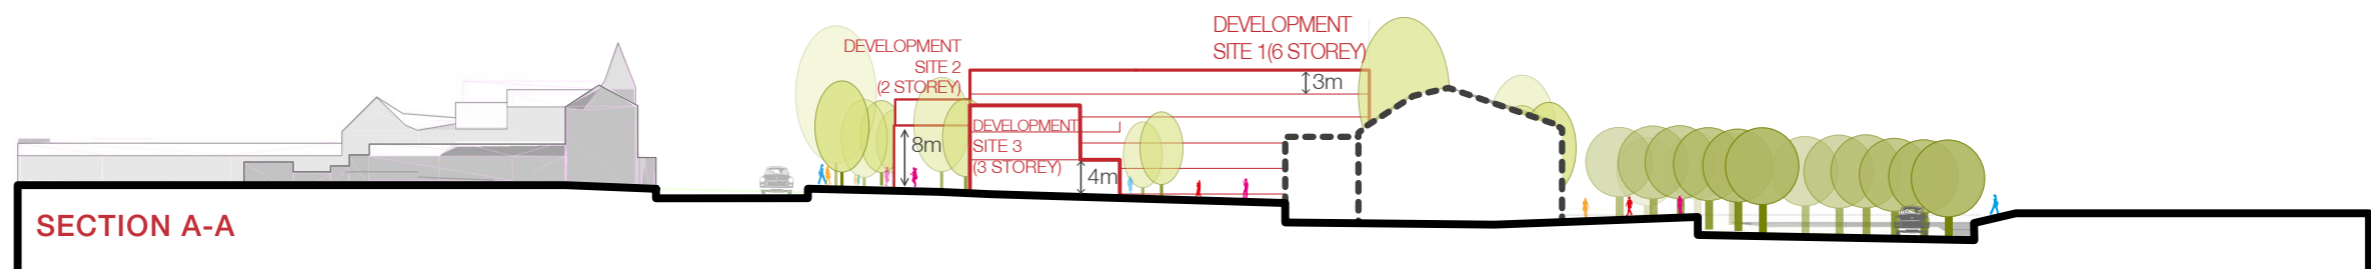 DEVELOPMENT
SITE 1(6 STOREY)
DEVELOPMENT
SITE 2
(2 STOREY)
3m
DEVELOPMENT
SITE 3
(3 STOREY)
8m
4m
SECTION A-A